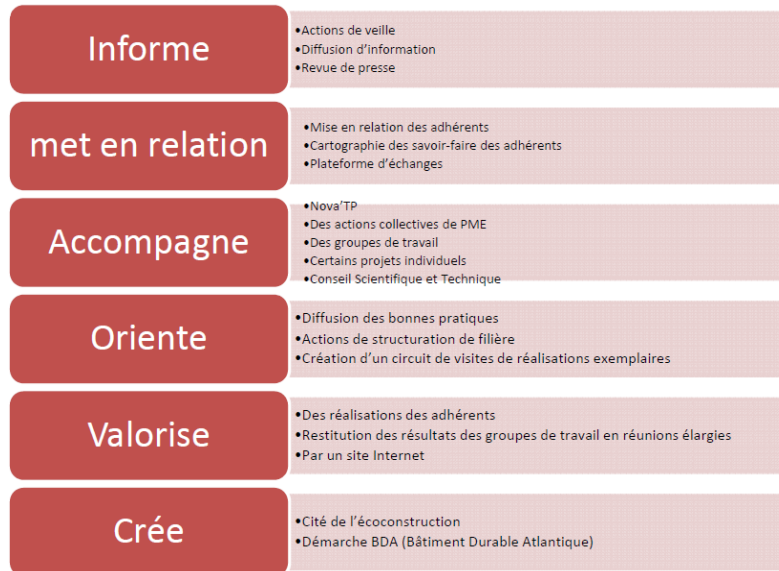 Informe
•Actions de veille
•Diffusion d'information
•Revue de presse
met en relation
•Mise en relation des adhérents
•Cartographie des savoir-faire des adhérents
•Plateforme d'échanges
Accompagne
•Nova'TP
•Des actions collectives de PME
•Des groupes de travail
•Certains projets individuels
•Conseil Scientifique et Technique
Oriente
•Diffusion des bonnes pratiques
•Actions de structuration de filière
•Création d'un circuit de visites de réalisations exemplaires
Valorise
•Des réalisations des adhérents
•Restitution des résultats des groupes de travail en réunions élargies
•Par un site Internet
Crée
•Cité de l'écoconstruction
•Démarche BDA (Bâtiment Durable Atlantique)